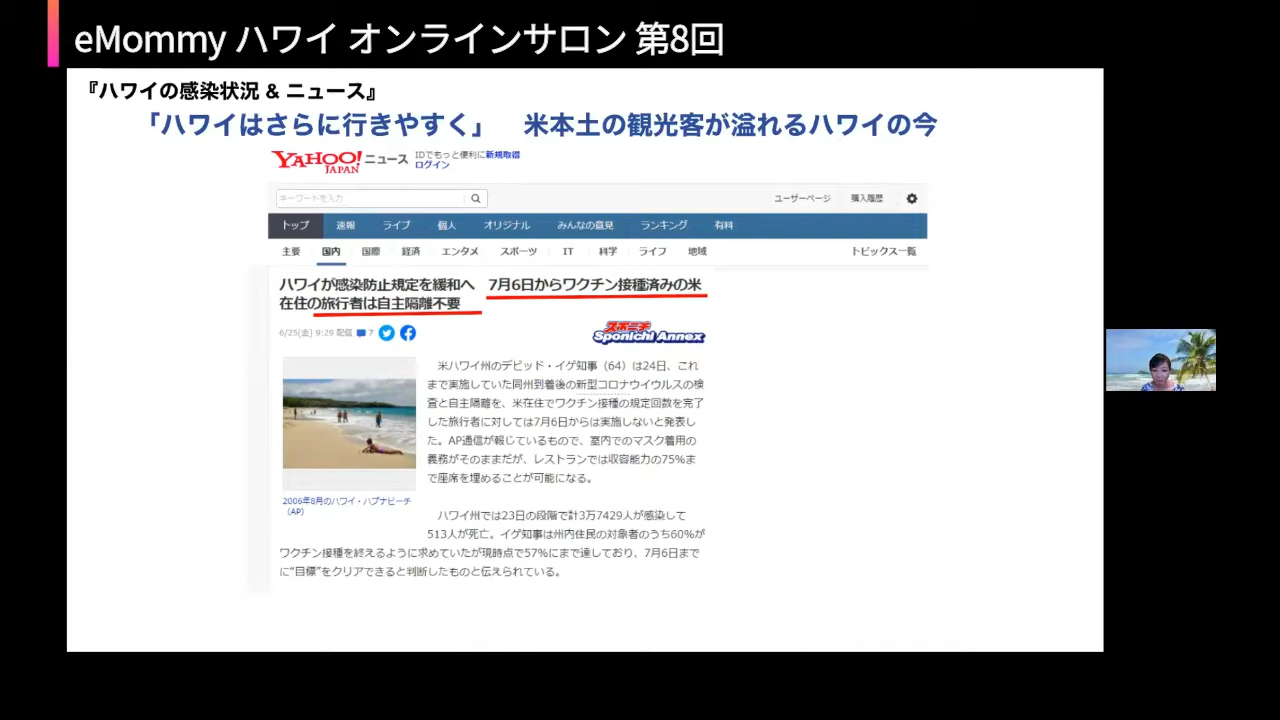 eMommy ハワイ オンラインサロン 第8回
『ハワイの感染状況 & ニュース』
「ハワイはさらに行きやすく」 米本土の観光客が溢れるハワイの今
YAHOO! JAPAN ニュース
IDでもっと便利に新規取得
ログイン
キーワードを入力
ユーザーページ 購入履歴
トップ 速報 ライブ 個人 オリジナル みんなの意見 ランキング 有料
主要 国内 国際 経済 エンタメ スポーツ IT 科学 ライフ 地域 トピックス一覧
ハワイが感染防止規定を緩和へ 7月6日からワクチン接種済みの米
在住の旅行者は自主隔離不要
6/25(金) 9:29 配信 7
スポニチ
Sponichi Annex
米ハワイ州のデビッド・イゲ知事（64）は24日、これ
まで実施していた同州到着後の新型コロナウイルスの検
査と自主隔離を、米在住でワクチン接種の規定回数を完了
した旅行者に対しては7月6日からは実施しないと発表し
た。AP通信が報じているもので、室内でのマスク着用の
義務がそのままだが、レストランでは収容能力の75%ま
で座席を埋めることが可能になる。
2006年8月のハワイ・ハプナビーチ
（AP）
ハワイ州では23日の段階で計3万7429人が感染して
513人が死亡。イゲ知事は州内住民の対象者のうち60%が
ワクチン接種を終えるように求めていたが現時点で57%にまで達しており、7月6日まで
に“目標”をクリアできると判断したものと伝えられている。